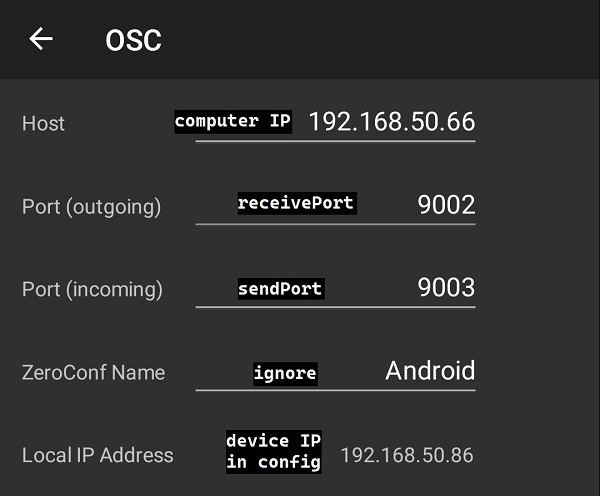 OSC
Host computer IP 192.168.50.66
Port (outgoing) receivePort 9002
Port (incoming) sendPort 9003
ZeroConf Name ignore Android
Local IP Address device IP in config 192.168.50.86